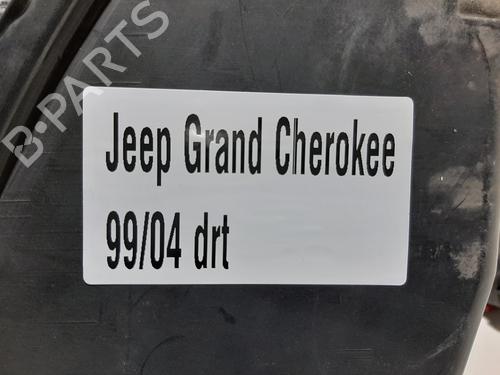 B-PARTS
Jeep Grand Cherokee
99/04 drt